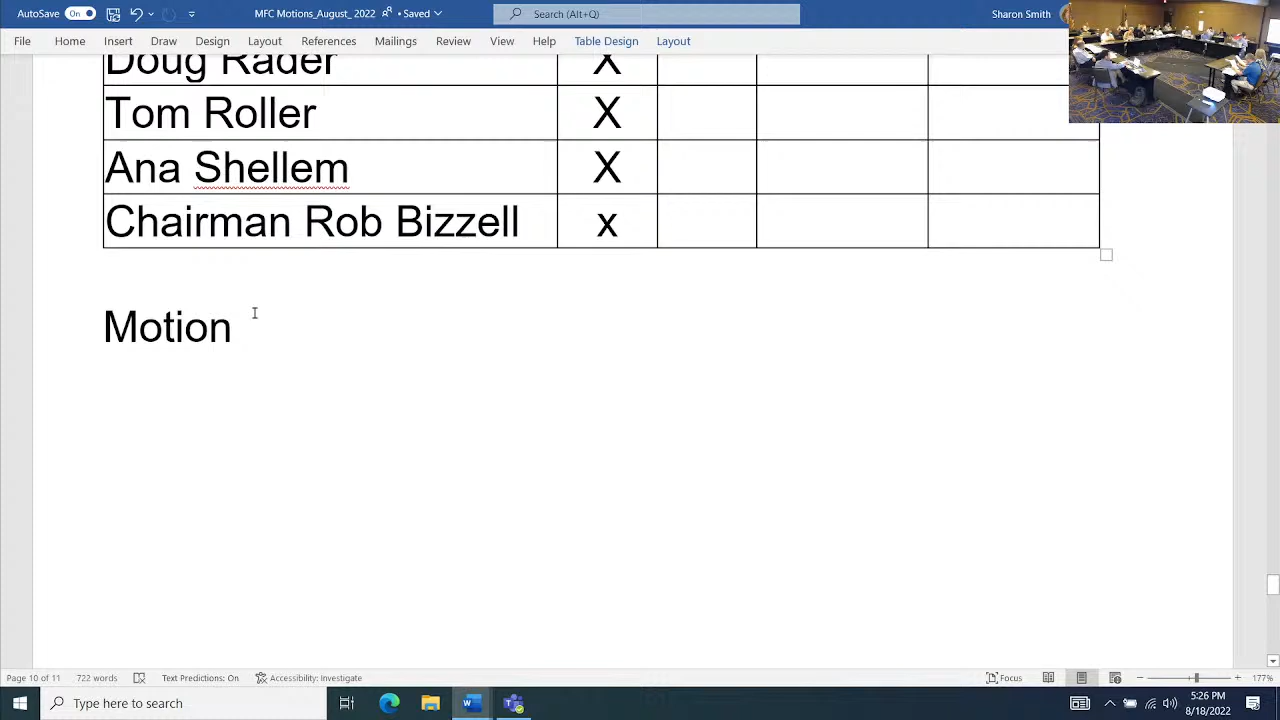 AutoSave On MFC Motions_August_2022 • Saved Search (Alt+Q) Sharon Smith
File Home Insert Draw Design Layout References Mailings Review View Help Table Design Layout
Doug Rader X
Tom Roller X
Ana Shellem X
Chairman Rob Bizzell x
Motion
Page 10 of 11 722 words Text Predictions: On Accessibility: Investigate Focus 177%
Type here to search 5:26 PM
8/18/2022